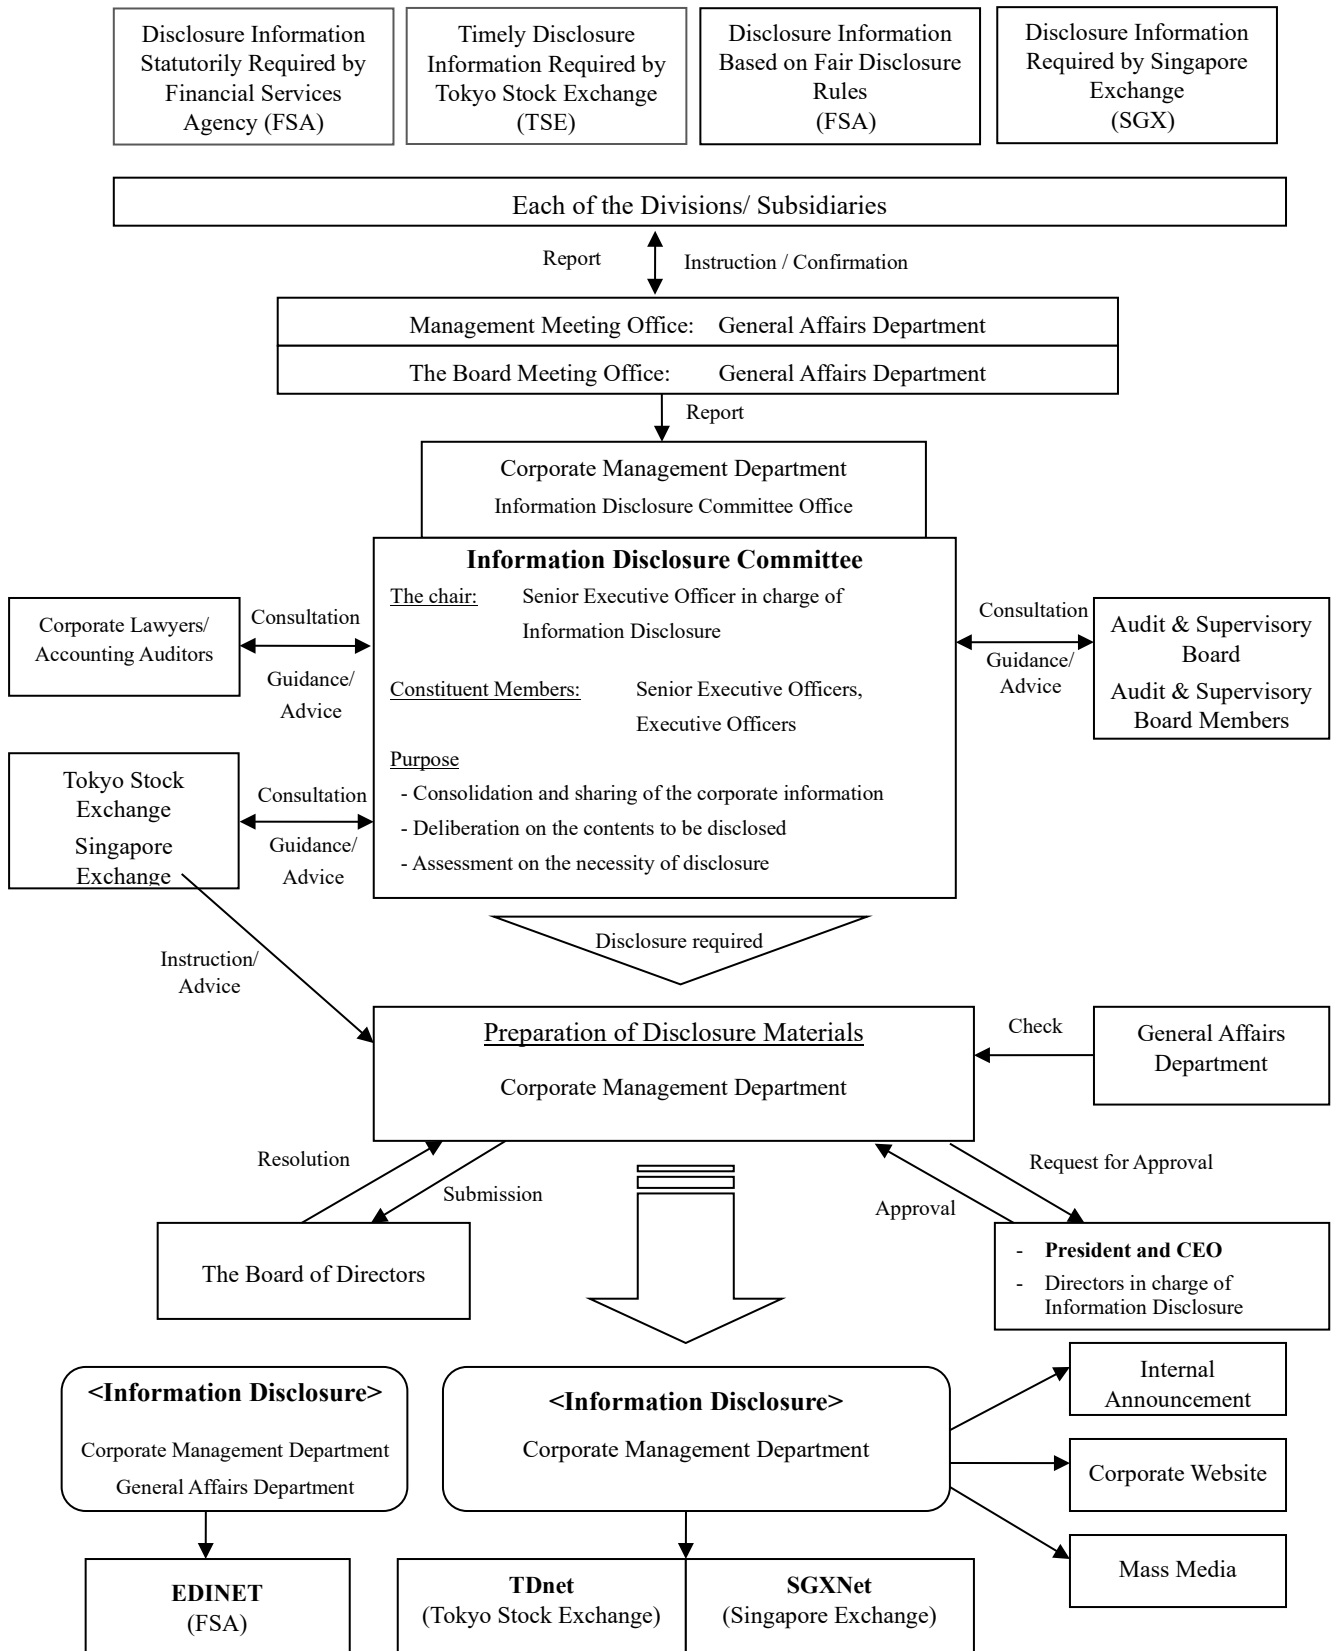 Disclosure Information
Statutorily Required by
Financial Services
Agency (FSA)
Timely Disclosure
Information Required by
Tokyo Stock Exchange
(TSE)
Disclosure Information
Based on Fair Disclosure
Rules
(FSA)
Disclosure Information
Required by Singapore
Exchange
(SGX)
Each of the Divisions/ Subsidiaries
Report
Instruction / Confirmation
Management Meeting Office: General Affairs Department
The Board Meeting Office: General Affairs Department
Report
Corporate Management Department
Information Disclosure Committee Office
Information Disclosure Committee
The chair: Senior Executive Officer in charge of
Information Disclosure
Constituent Members: Senior Executive Officers,
Executive Officers
Purpose
- Consolidation and sharing of the corporate information
- Deliberation on the contents to be disclosed
- Assessment on the necessity of disclosure
Corporate Lawyers/
Accounting Auditors
Consultation
Guidance/
Advice
Consultation
Guidance/
Advice
Audit & Supervisory
Board
Audit & Supervisory
Board Members
Tokyo Stock
Exchange
Singapore
Exchange
Consultation
Guidance/
Advice
Disclosure required
Instruction/
Advice
Preparation of Disclosure Materials
Corporate Management Department
Check
General Affairs
Department
Resolution
Submission
The Board of Directors
Request for Approval
Approval
- President and CEO
- Directors in charge of
Information Disclosure
<Information Disclosure>
Corporate Management Department
General Affairs Department
<Information Disclosure>
Corporate Management Department
Internal
Announcement
Corporate Website
Mass Media
EDINET
(FSA)
TDnet
(Tokyo Stock Exchange)
SGXNet
(Singapore Exchange)